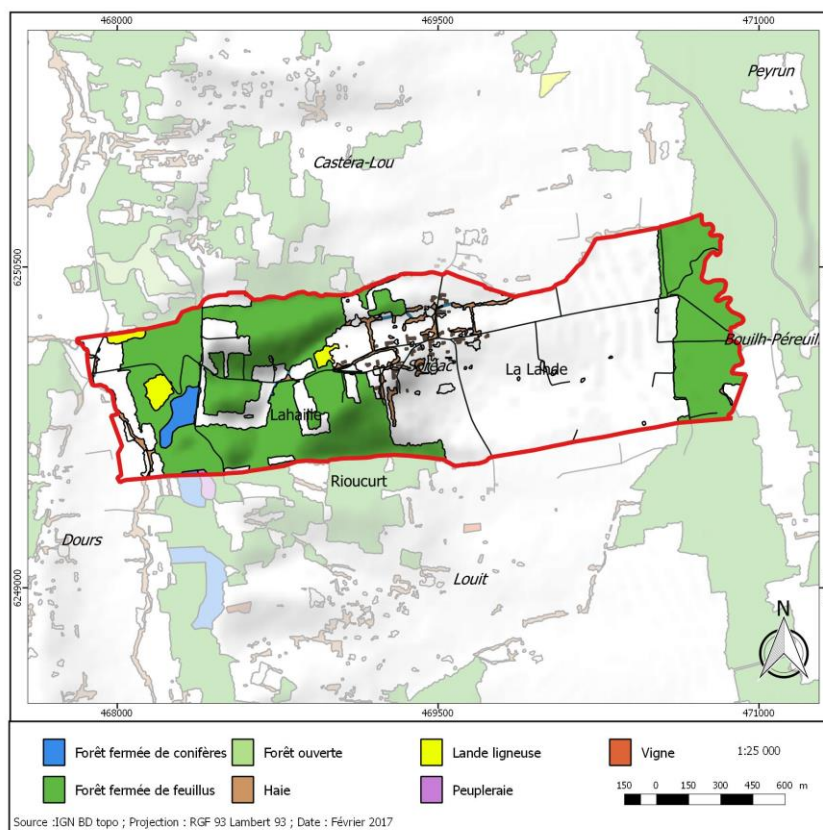 468000 469500 471000
Peyrun
Castéra-Lou
6250500
Bouilh-Péreuil
La Lande
Lahaille
Rioucurt
Dours
Louit
6249000
N
468000 469500 471000
Forêt fermée de conifères Forêt ouverte Lande ligneuse Vigne 1:25 000
Forêt fermée de feuillus Haie Peupleraie 150 0 150 300 450 600 m
Source :IGN BD topo ; Projection : RGF 93 Lambert 93 ; Date : Février 2017